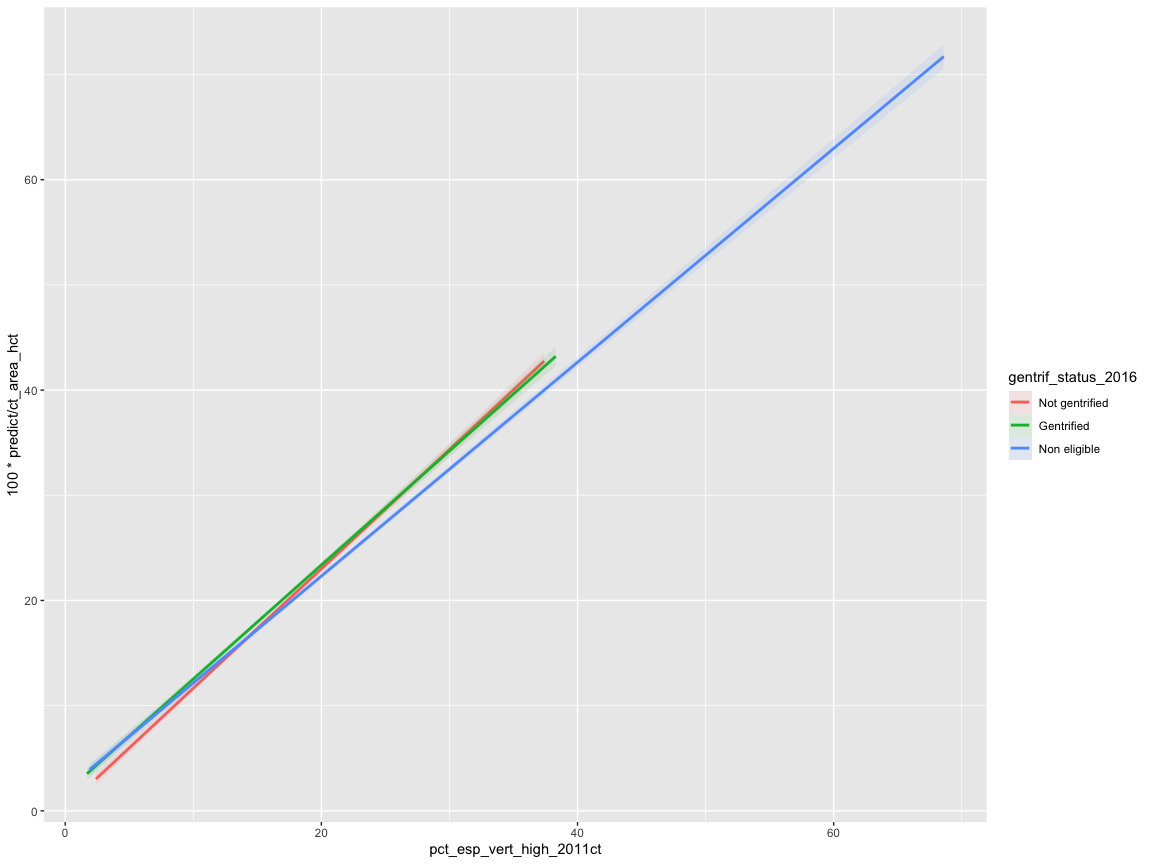 100 * predict/ct_area_hct
60
40
20
0
0 20 40 60
pct_esp_vert_high_2011ct
gentrif_status_2016
Not gentrified
Gentrified
Non eligible